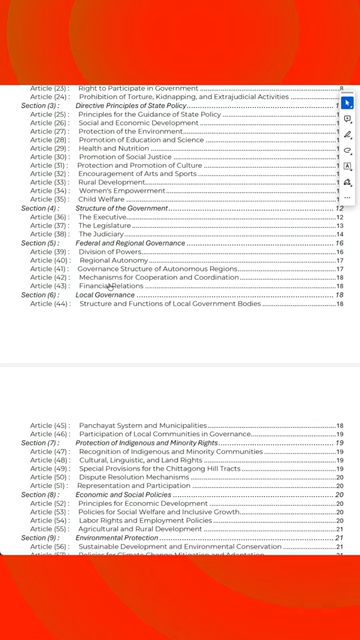 Article (23) : Right to Participate in Government 8
Article (24) : Prohibition of Torture, Kidnapping, and Extrajudicial Activities
Section (3) : Directive Principles of State Policy
Article (25) : Principles for the Guidance of State Policy
Article (26) : Social and Economic Development
Article (27) : Protection of the Environment
Article (28) : Promotion of Education and Science
Article (29) : Health and Nutrition
Article (30) : Promotion of Social Justice
Article (31) : Protection and Promotion of Culture
Article (32) : Encouragement of Arts and Sports
Article (33) : Rural Development
Article (34) : Women's Empowerment
Article (35) : Child Welfare
Section (4) : Structure of the Government 12
Article (36) : The Executive 12
Article (37) : The Legislature 13
Article (38) : The Judiciary 14
Section (5) : Federal and Regional Governance 16
Article (39) : Division of Powers 16
Article (40) : Regional Autonomy 17
Article (41) : Governance Structure of Autonomous Regions 17
Article (42) : Mechanisms for Cooperation and Coordination 18
Article (43) : Financial Relations 18
Section (6) : Local Governance 18
Article (44) : Structure and Functions of Local Government Bodies 18
Article (45) : Panchayat System and Municipalities 18
Article (46) : Participation of Local Communities in Governance 19
Section (7) : Protection of Indigenous and Minority Rights 19
Article (47) : Recognition of Indigenous and Minority Communities 19
Article (48) : Cultural, Linguistic, and Land Rights 19
Article (49) : Special Provisions for the Chittagong Hill Tracts 19
Article (50) : Dispute Resolution Mechanisms 20
Article (51) : Representation and Participation 20
Section (8) : Economic and Social Policies 20
Article (52) : Principles for Economic Development 20
Article (53) : Policies for Social Welfare and Inclusive Growth 20
Article (54) : Labor Rights and Employment Policies 20
Article (55) : Agricultural and Rural Development 21
Section (9) : Environmental Protection 21
Article (56) : Sustainable Development and Environmental Conservation 21